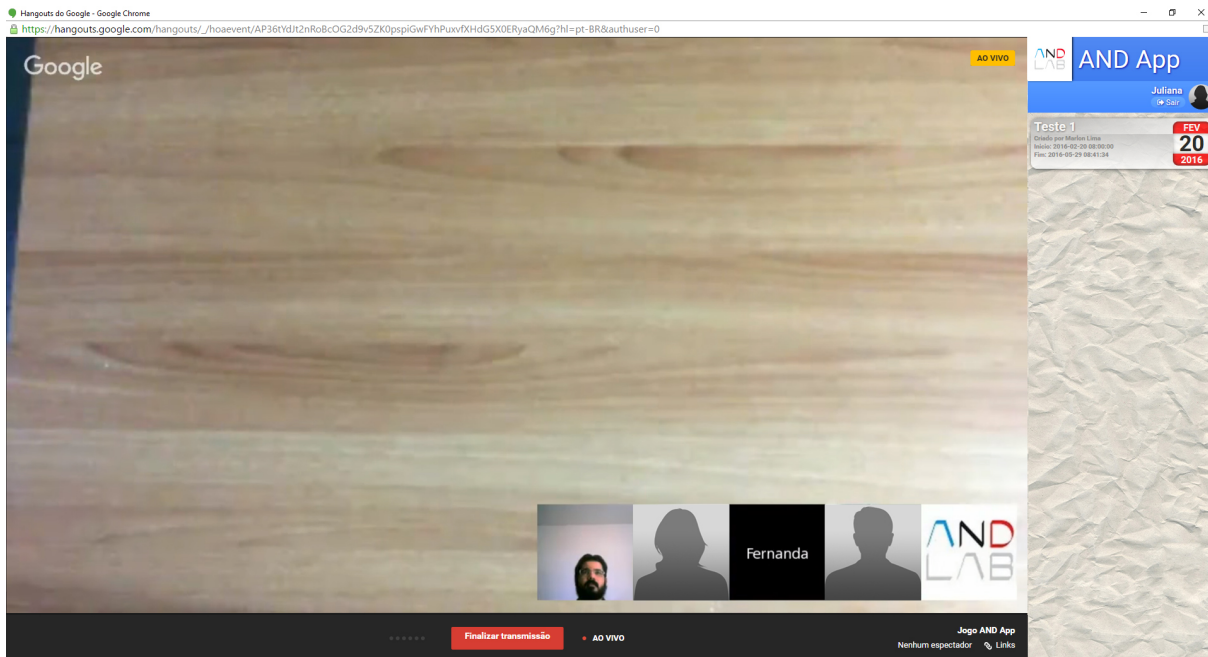 Hangouts do Google - Google Chrome
https://hangouts.google.com/hangouts/_/hoaevent/AP36tYdJt2nRoBcOG2d9v5ZK0pspiGwFYhPuxvfXHdG5X0ERyaQM6g?hl=pt-BR&authuser=0
Google
AO VIVO
AND LAB
AND App
Juliana
Sair
Teste 1
Criado por Marlon Lima
Início: 2016-02-20 08:00:00
Fim: 2016-05-29 08:41:34
FEV
20
2016
Fernanda
AND
LAB
Finalizar transmissão
AO VIVO
Jogo AND App
Nenhum espectador
Links